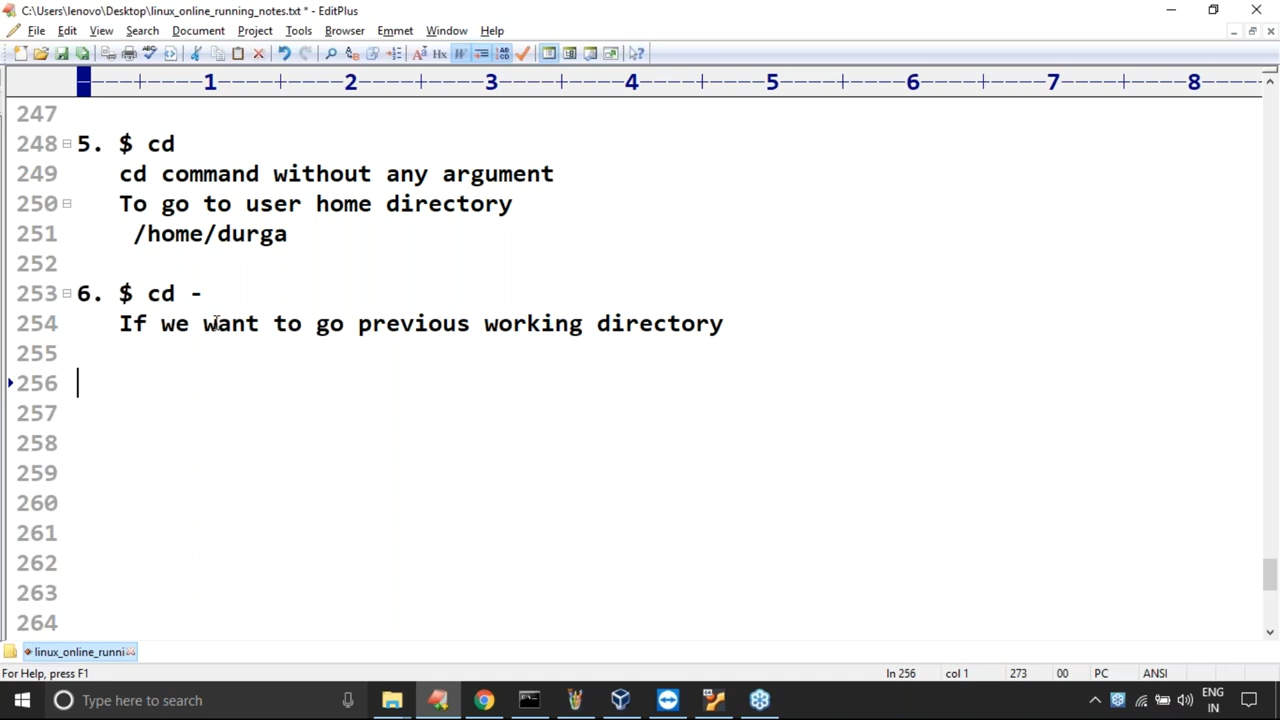 C:\Users\lenovo\Desktop\linux_online_running_notes.txt * - EditPlus
File Edit View Search Document Project Tools Browser Emmet Window Help
1 2 3 4 5 6 7 8
247
248 5. $ cd
249 cd command without any argument
250 To go to user home directory
251 /home/durga
252
253 6. $ cd -
254 If we want to go previous working directory
255
256
257
258
259
260
261
262
263
264
linux_online_runni
For Help, press F1 ln 256 col 1 273 00 PC ANSI
Type here to search ENG
IN